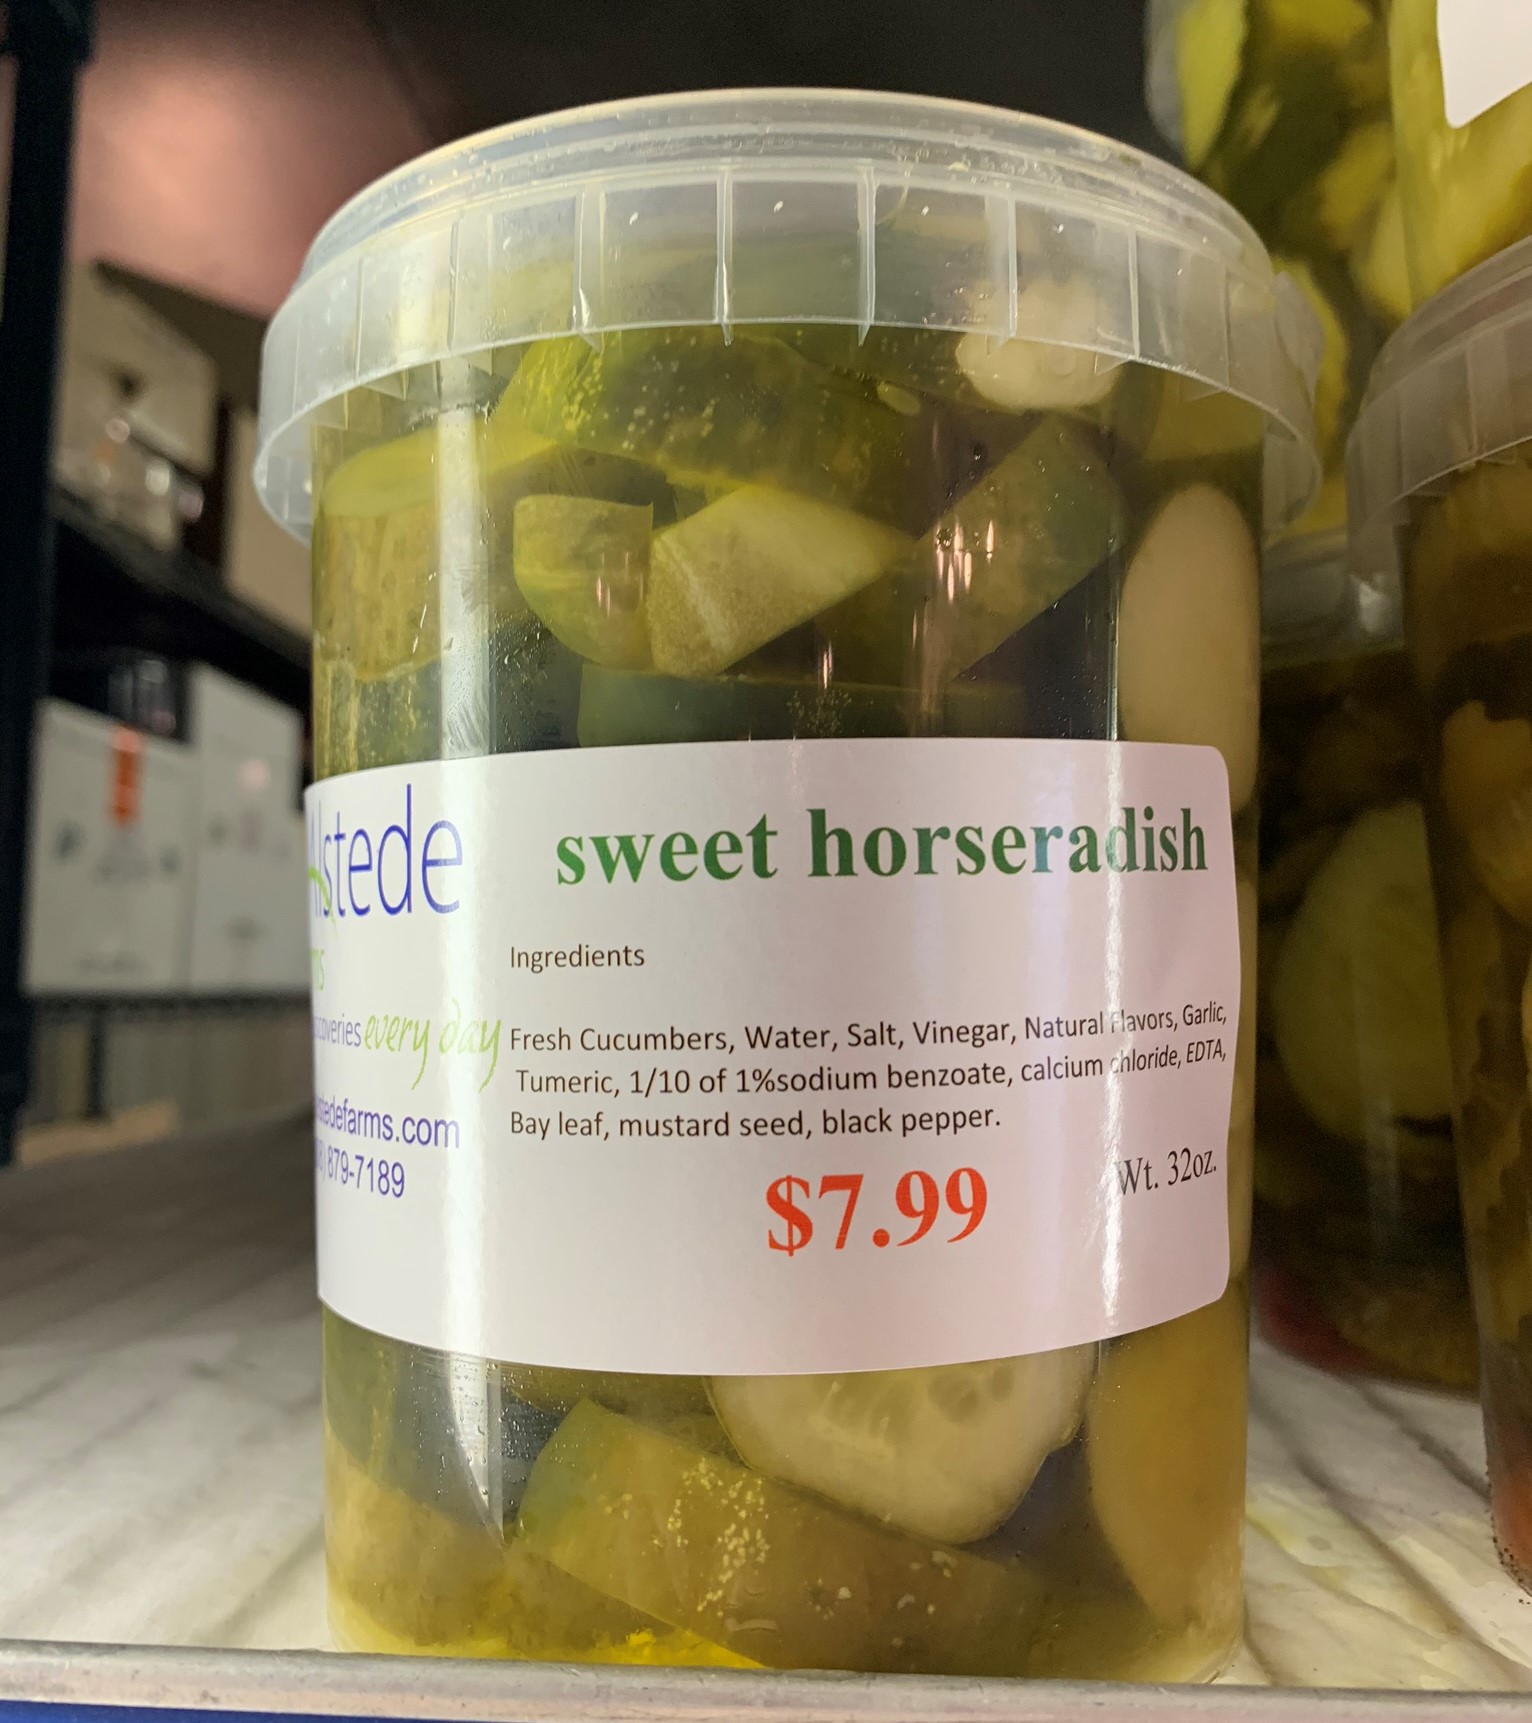 Alstede
sweet horseradish
Ingredients
every day
Fresh Cucumbers, Water, Salt, Vinegar, Natural Flavors, Garlic,
Tumeric, 1/10 of 1%sodium benzoate, calcium chloride, EDTA,
Bay leaf, mustard seed, black pepper.
stedefarms.com
879-7189
$7.99
Wt. 32oz.